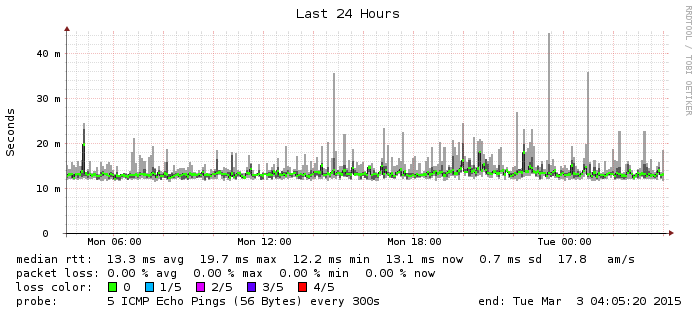 Last 24 Hours
RRDTOOL / TOBI OETIKER
Seconds
40 m
30 m
20 m
10 m
0
Mon 06:00 Mon 12:00 Mon 18:00 Tue 00:00
median rtt: 13.3 ms avg 19.7 ms max 12.2 ms min 13.1 ms now 0.7 ms sd 17.8 am/s
packet loss: 0.00 % avg 0.00 % max 0.00 % min 0.00 % now
loss color: 0 1/5 2/5 3/5 4/5
probe: 5 ICMP Echo Pings (56 Bytes) every 300s end: Tue Mar 3 04:05:20 2015